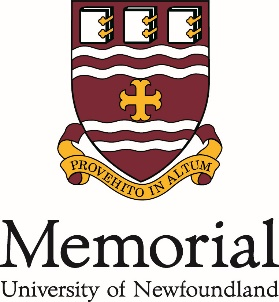 PROVEHITO IN ALTUM
Memorial
University of Newfoundland